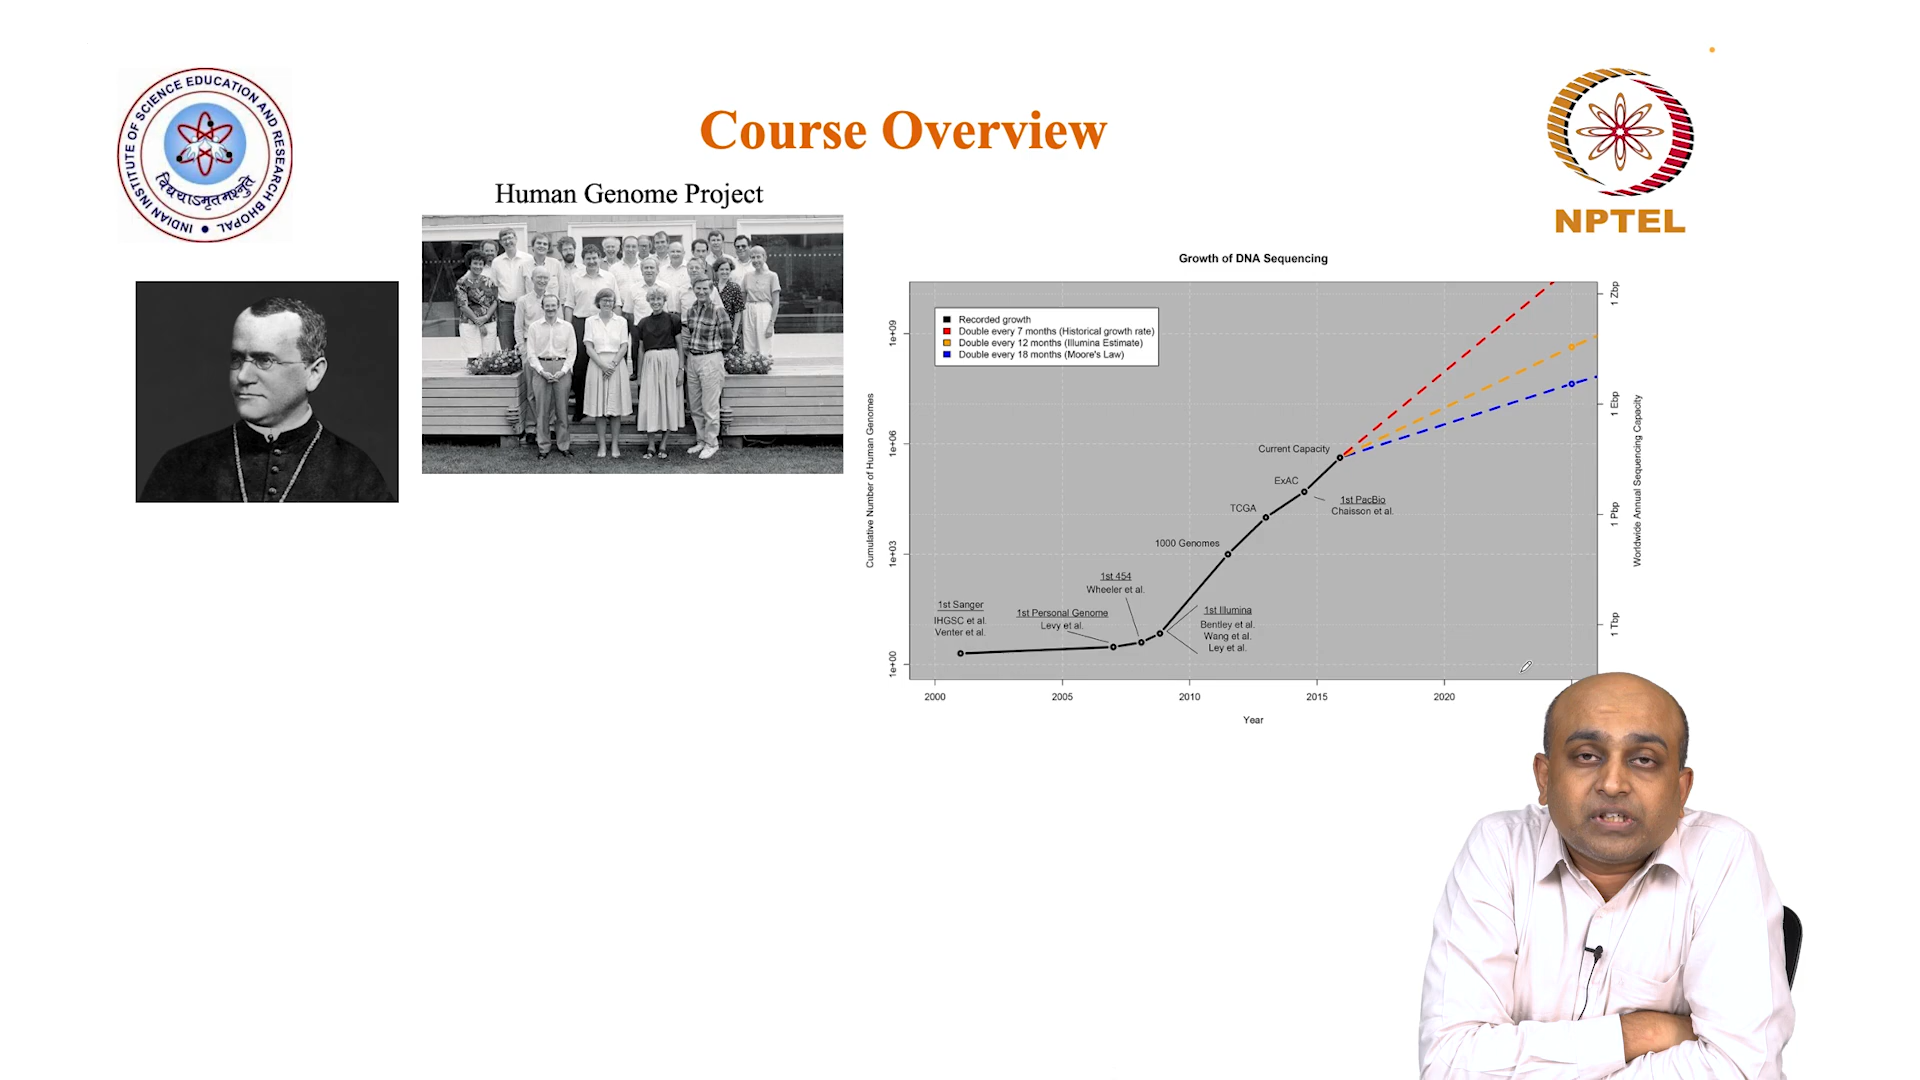 INDIAN INSTITUTE OF SCIENCE EDUCATION AND RESEARCH BHOPAL
विद्ययाऽमृतमश्नुते
Course Overview
NPTEL
Human Genome Project
Growth of DNA Sequencing
Recorded growth
Double every 7 months (Historical growth rate)
Double every 12 months (Illumina Estimate)
Double every 18 months (Moore's Law)
Cumulative Number of Human Genomes
1e+09
1e+06
1e+03
1e+00
Worldwide Annual Sequencing Capacity
1 Zbp
1 Ebp
1 Pbp
1 Tbp
Current Capacity
ExAC
1st PacBio
Chaisson et al.
TCGA
1000 Genomes
1st 454
Wheeler et al.
1st Sanger
IHGSC et al.
Venter et al.
1st Personal Genome
Levy et al.
1st Illumina
Bentley et al.
Wang et al.
Ley et al.
2000 2005 2010 2015 2020
Year